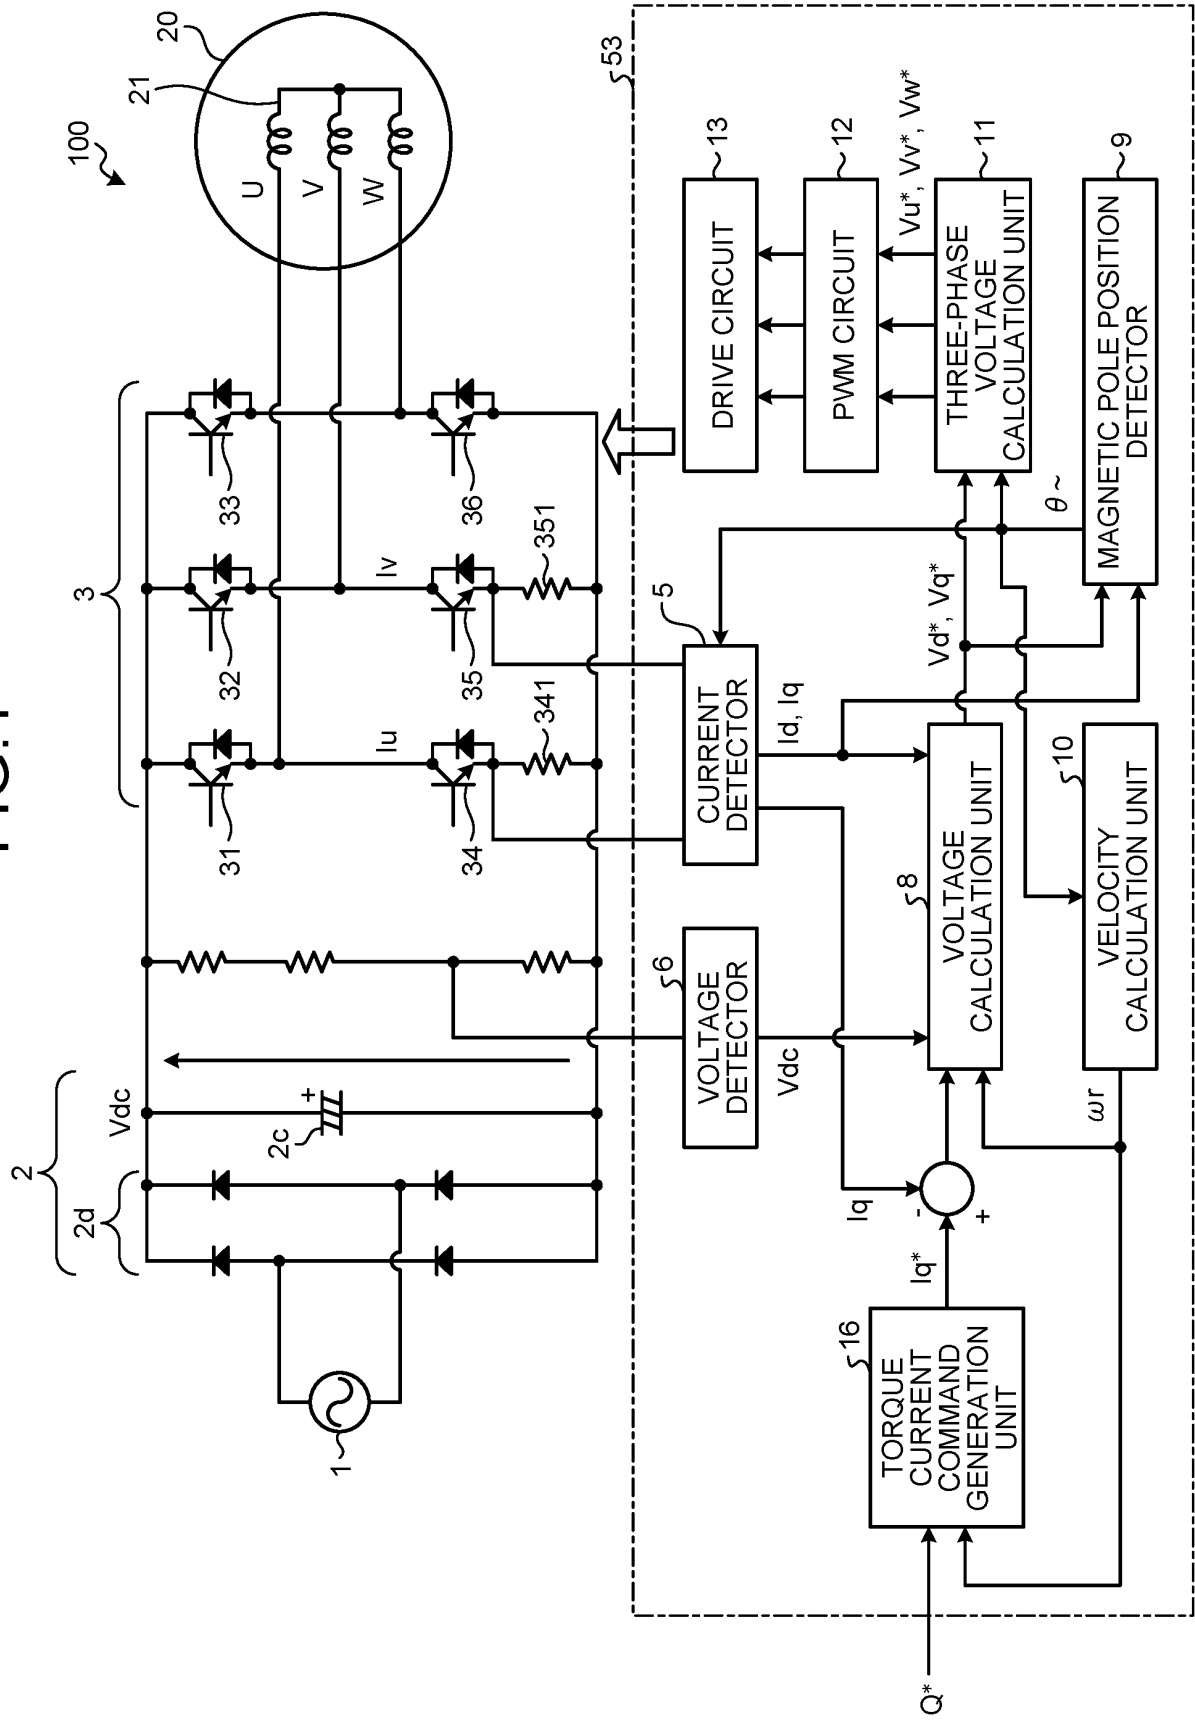 FIG.1
100
20
21
U
V
W
2
2d
Vdc
2c
+
1
3
31
32
33
Iu
Iv
34
35
36
341
351
53
6
VOLTAGE
DETECTOR
Vdc
5
CURRENT
DETECTOR
Id, Iq
13
DRIVE CIRCUIT
12
PWM CIRCUIT
Vu*, Vv*, Vw*
11
THREE-PHASE
VOLTAGE
CALCULATION UNIT
Q*
16
TORQUE
CURRENT
COMMAND
GENERATION
UNIT
Iq*
Iq
-
+
8
VOLTAGE
CALCULATION UNIT
Vd*, Vq*
θ~
ωr
10
VELOCITY
CALCULATION UNIT
9
MAGNETIC POLE POSITION
DETECTOR